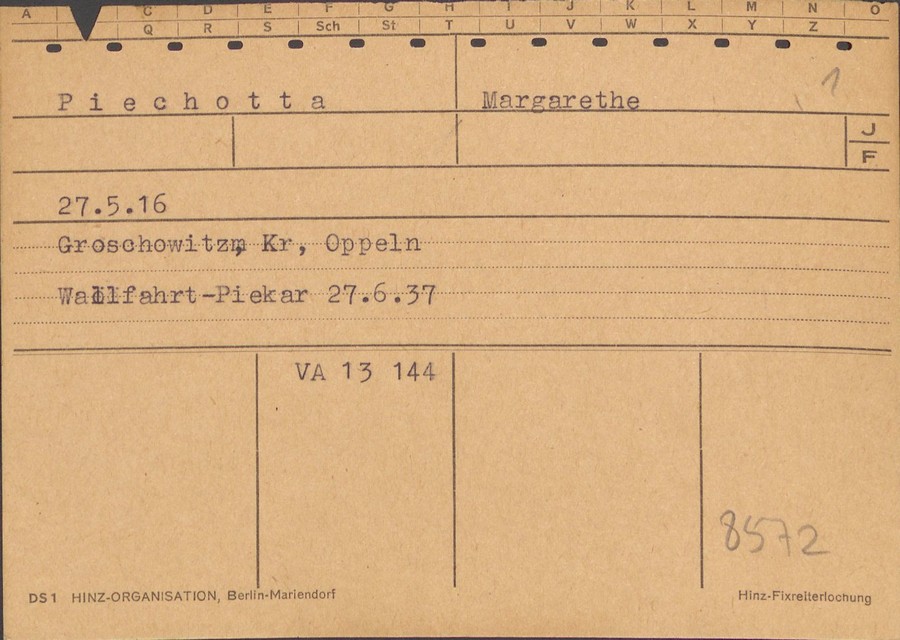 A C D E F G H I J K L M N O
Q R S Sch St T U V W X Y Z
1
Piechotta Margarethe
J
F
27.5.16
Groschowitz, Kr, Oppeln
Wallfahrt-Piekar 27.6.37
VA 13 144
8572
DS1 HINZ-ORGANISATION, Berlin-Mariendorf Hinz-Fixreiterlochung